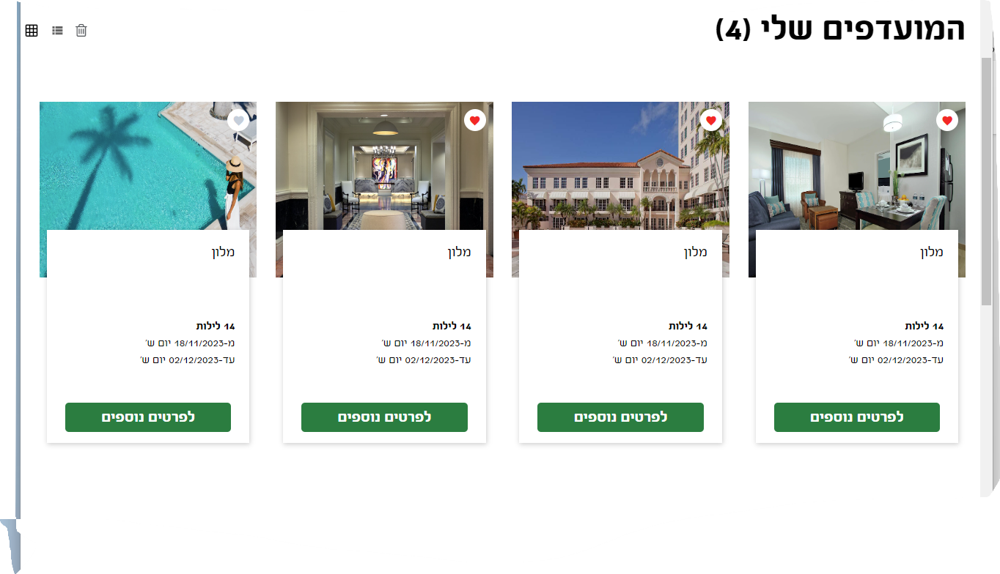 המועדפים שלי (4)
מלון
14 לילות
מ-18/11/2023 יום ש'
עד-02/12/2023 יום ש'
לפרטים נוספים
מלון
14 לילות
מ-18/11/2023 יום ש'
עד-02/12/2023 יום ש'
לפרטים נוספים
מלון
14 לילות
מ-18/11/2023 יום ש'
עד-02/12/2023 יום ש'
לפרטים נוספים
מלון
14 לילות
מ-18/11/2023 יום ש'
עד-02/12/2023 יום ש'
לפרטים נוספים